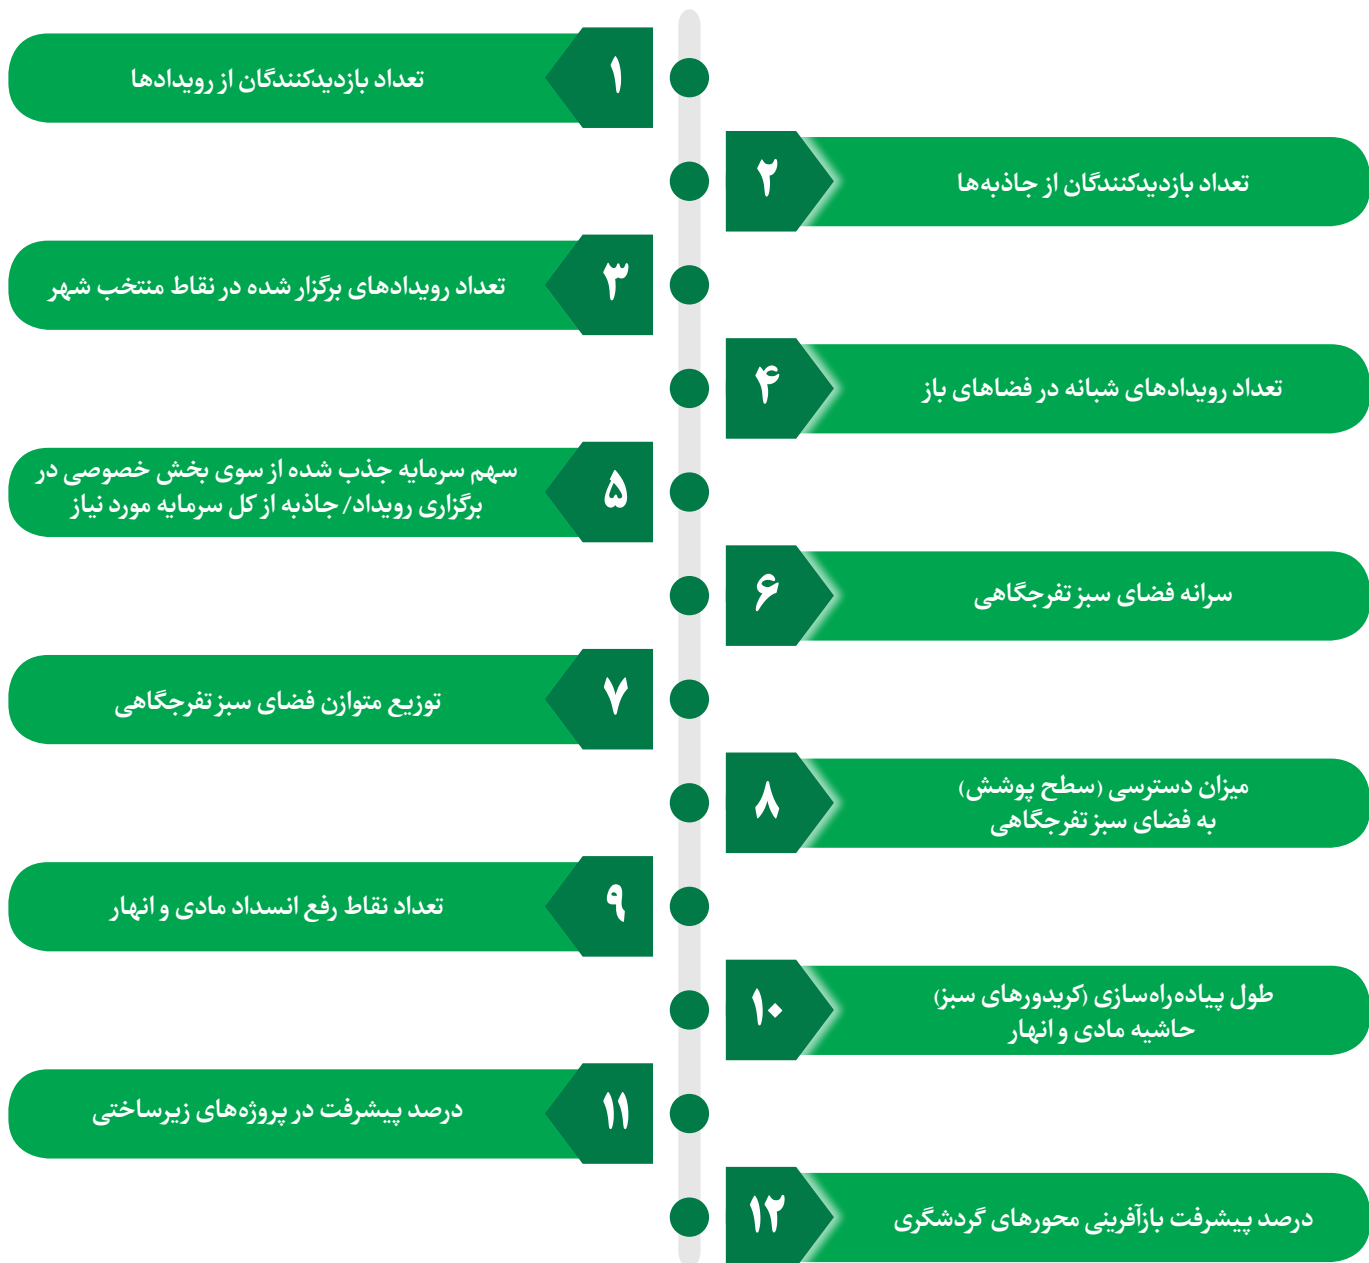 ۱
تعداد بازدیدکنندگان از رویدادها
۲
تعداد بازدیدکنندگان از جاذبه‌ها
۳
تعداد رویدادهای برگزار شده در نقاط منتخب شهر
۴
تعداد رویدادهای شبانه در فضاهای باز
۵
سهم سرمایه جذب شده از سوی بخش خصوصی در
برگزاری رویداد/ جاذبه از کل سرمایه مورد نیاز
۶
سرانه فضای سبز تفرجگاهی
۷
توزیع متوازن فضای سبز تفرجگاهی
۸
میزان دسترسی (سطح پوشش)
به فضای سبز تفرجگاهی
۹
تعداد نقاط رفع انسداد مادی و انهار
۱۰
طول پیاده‌راه‌سازی (کریدورهای سبز)
حاشیه مادی و انهار
۱۱
درصد پیشرفت در پروژه‌های زیرساختی
۱۲
درصد پیشرفت بازآفرینی محورهای گردشگری